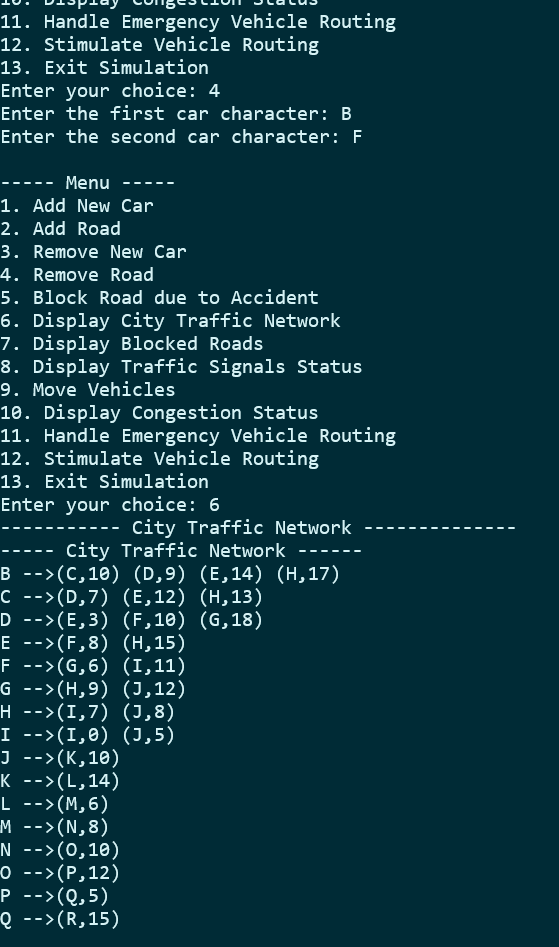 10. Display Congestion Status
11. Handle Emergency Vehicle Routing
12. Stimulate Vehicle Routing
13. Exit Simulation
Enter your choice: 4
Enter the first car character: B
Enter the second car character: F
----- Menu -----
1. Add New Car
2. Add Road
3. Remove New Car
4. Remove Road
5. Block Road due to Accident
6. Display City Traffic Network
7. Display Blocked Roads
8. Display Traffic Signals Status
9. Move Vehicles
10. Display Congestion Status
11. Handle Emergency Vehicle Routing
12. Stimulate Vehicle Routing
13. Exit Simulation
Enter your choice: 6
----------- City Traffic Network --------------
----- City Traffic Network ------
B -->(C,10) (D,9) (E,14) (H,17)
C -->(D,7) (E,12) (H,13)
D -->(E,3) (F,10) (G,18)
E -->(F,8) (H,15)
F -->(G,6) (I,11)
G -->(H,9) (J,12)
H -->(I,7) (J,8)
I -->(I,0) (J,5)
J -->(K,10)
K -->(L,14)
L -->(M,6)
M -->(N,8)
N -->(O,10)
O -->(P,12)
P -->(Q,5)
Q -->(R,15)